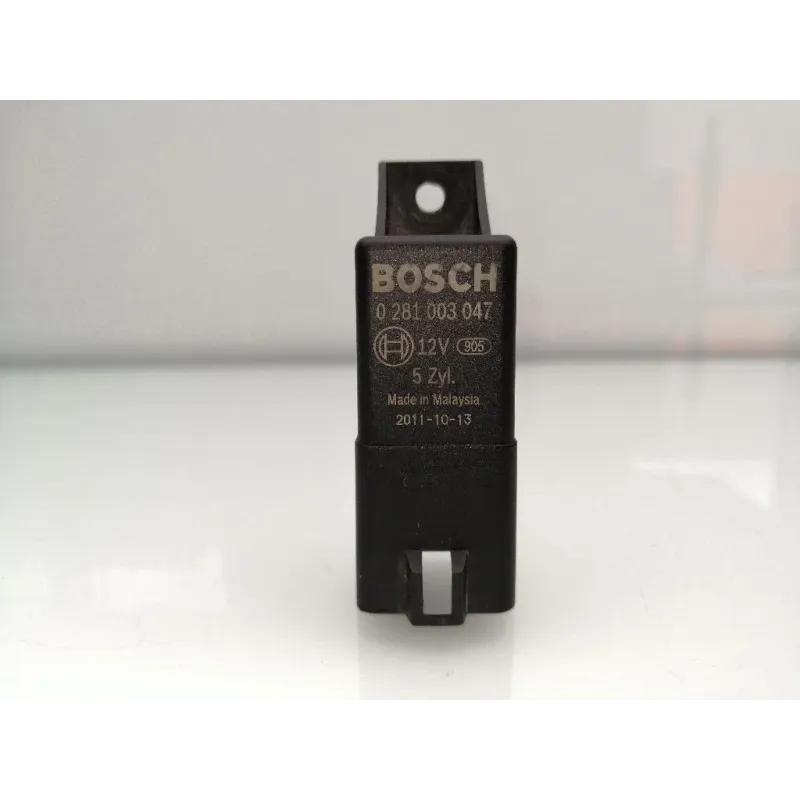 BOSCH
0 281 003 047
12V 905
5 Zyl.
Made in Malaysia
2011-10-13